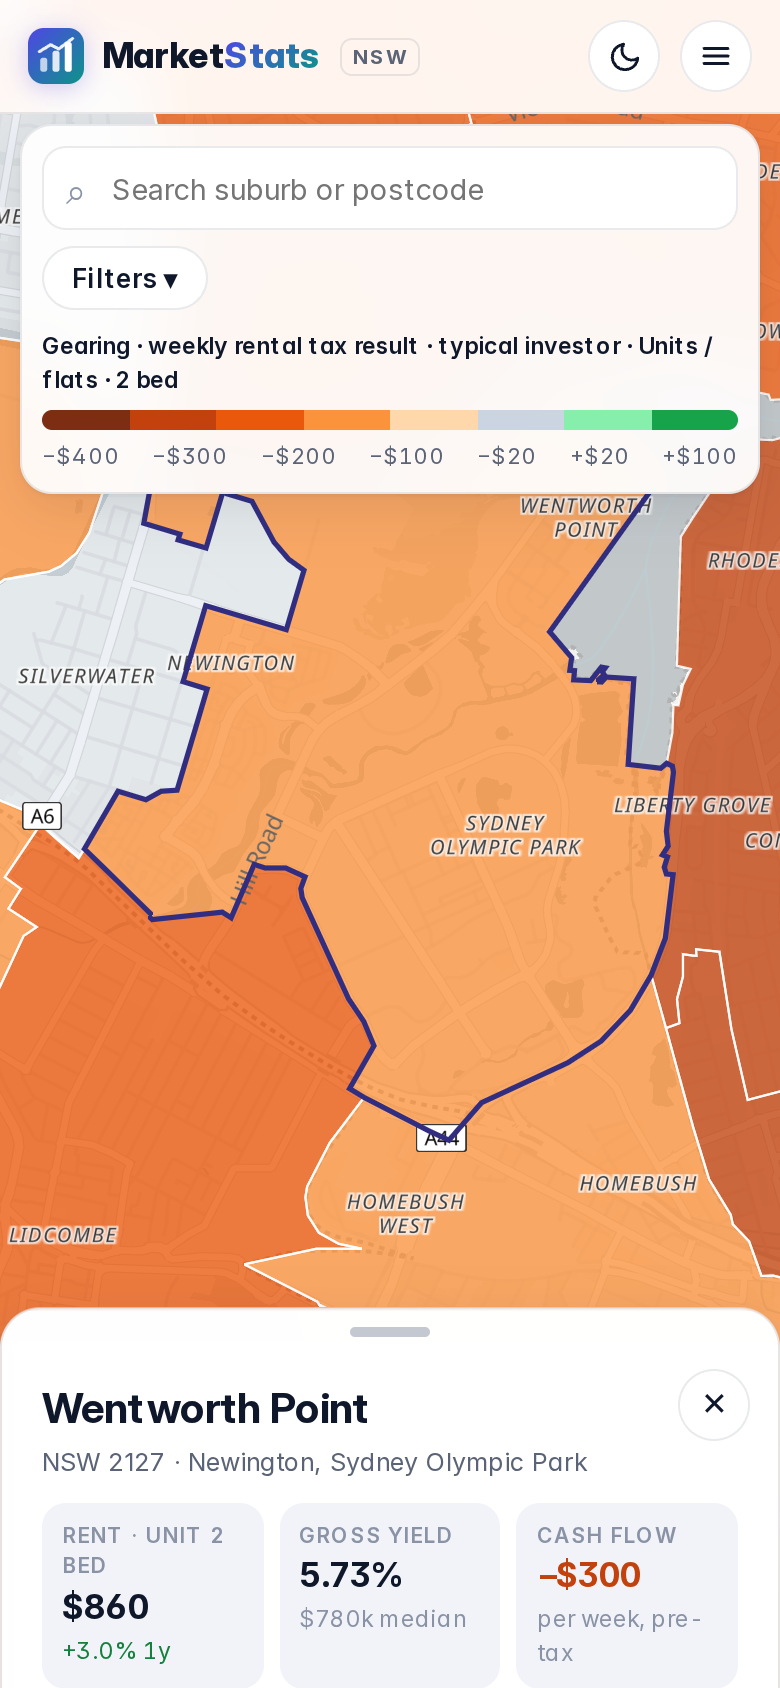 MarketStats NSW
Search suburb or postcode
Filters ▾
Gearing · weekly rental tax result · typical investor · Units /
flats · 2 bed
−$400 −$300 −$200 −$100 −$20 +$20 +$100
WENTWORTH
POINT
RHODE
NEWINGTON
SILVERWATER
A6
LIBERTY GROVE
SYDNEY
OLYMPIC PARK
CON
Hill Road
A44
HOMEBUSH
HOMEBUSH
WEST
LIDCOMBE
Wentworth Point
✕
NSW 2127 · Newington, Sydney Olympic Park
RENT · UNIT 2
BED
$860
+3.0% 1y
GROSS YIELD
5.73%
$780k median
CASH FLOW
−$300
per week, pre-
tax